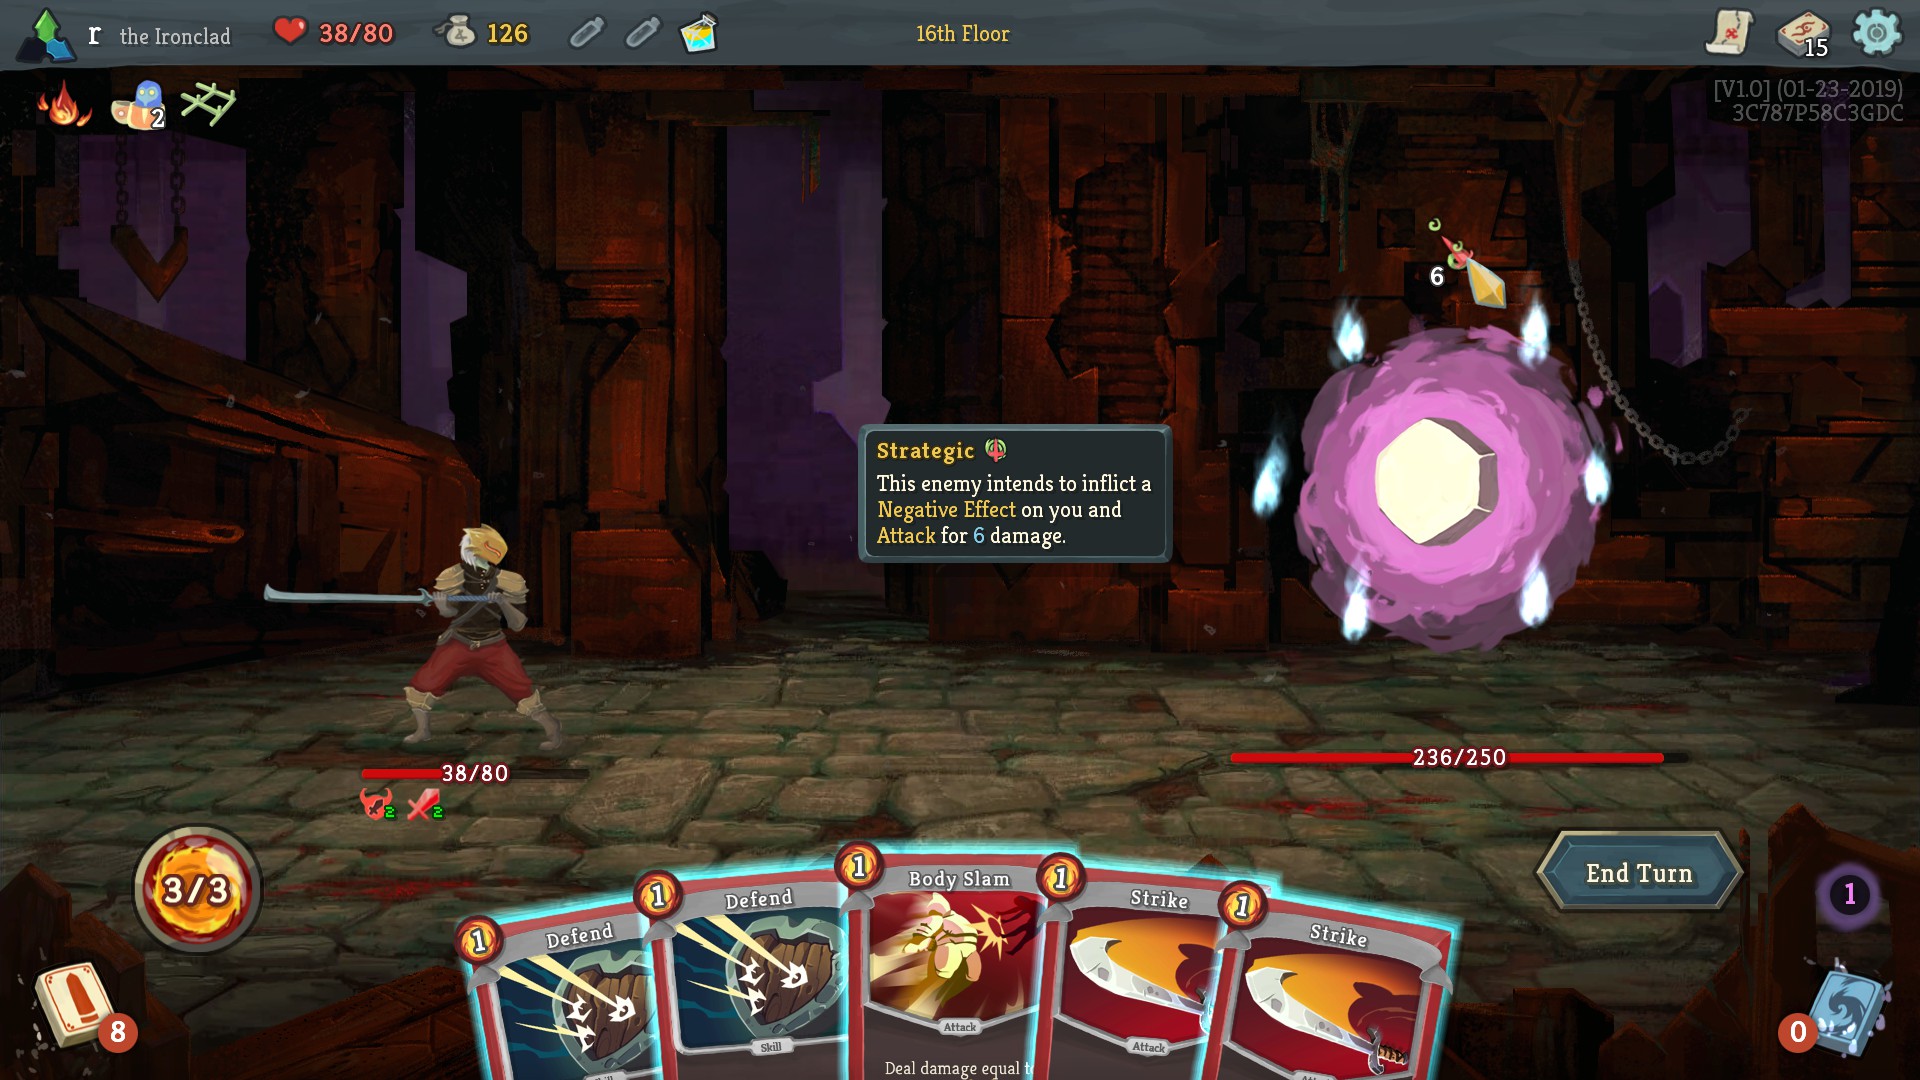 r the Ironclad
38/80
126
16th Floor
15
[V1.0] (01-23-2019)
3C787P58C3GDC
2
6
Strategic
This enemy intends to inflict a
Negative Effect on you and
Attack for 6 damage.
38/80
2 2
236/250
3/3
End Turn
1
8
0
1 Defend
1 Defend
Skill
1 Body Slam
Attack
Deal damage equal
1 Strike
Attack
1 Strike